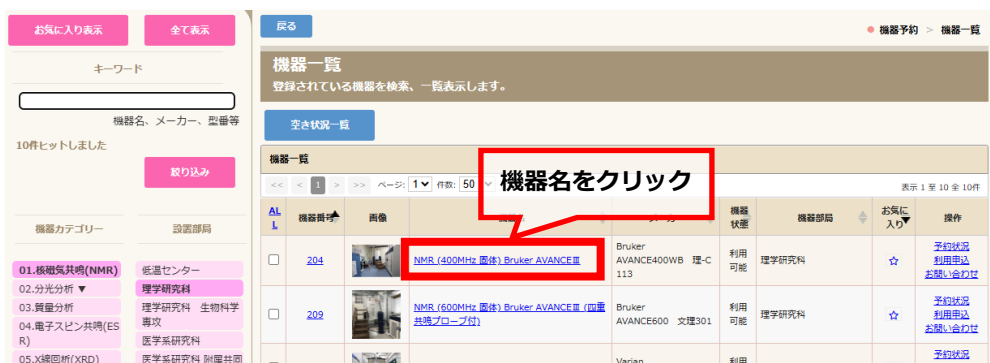 お気に入り表示
全て表示
キーワード
機器名、メーカー、型番等
10件ヒットしました
絞り込み
機器カテゴリー
設置部局
01.核磁気共鳴(NMR)
02.分光分析 ▼
03.質量分析
04.電子スピン共鳴(ES
R)
05.X線回折(XRD)
低温センター
理学研究科
理学研究科 生物科学
専攻
医学系研究科
医学系研究科 附属共同
戻る
機器予約 > 機器一覧
機器一覧
登録されている機器を検索、一覧表示します。
空き状況一覧
機器一覧
<< < 1 > >> ページ: 1 件数: 50
表示 1 至 10 全 10件
機器名をクリック
AL
L
機器番号
画像
機器
状態
機器部局
お気に
入り
操作
204
NMR (400MHz 固体) Bruker AVANCEⅢ
Bruker
AVANCE400WB 理-C
113
利用
可能
理学研究科
☆
予約状況
利用申込
お問い合わせ
209
NMR (600MHz 固体) Bruker AVANCEⅢ (四重
共鳴プローブ付)
Bruker
AVANCE600 文理301
利用
可能
理学研究科
☆
予約状況
利用申込
お問い合わせ
Varian
利用
予約状況